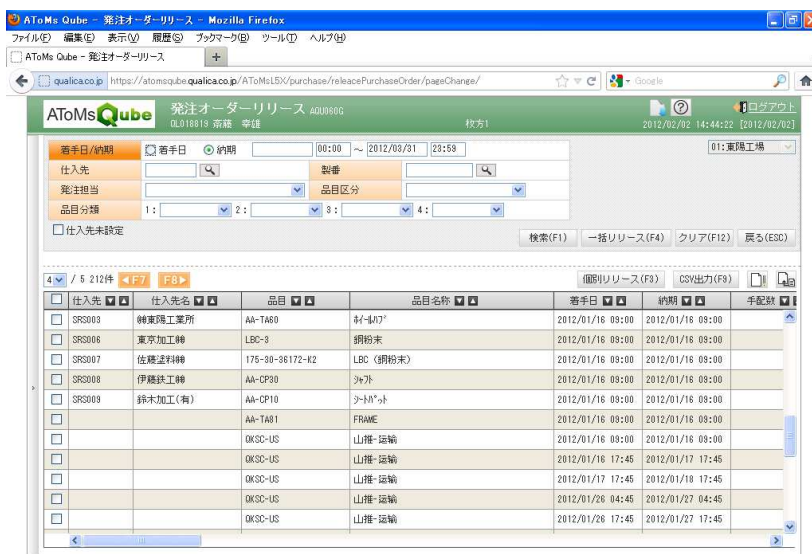 AToMs Qube - 発注オーダーリリース - Mozilla Firefox
ファイル(F) 編集(E) 表示(V) 履歴(S) ブックマーク(B) ツール(T) ヘルプ(H)
AToMs Qube - 発注オーダーリリース +
qualica.co.jp https://atomsqube.qualica.co.jp/AToMsL5X/purchase/releacePurchaseOrder/pageChange/ Google
AToMs Qube 発注オーダーリリース AQU060G ? ログアウト
OL018819 斎藤 幸雄 枚方1 2012/02/02 14:44:22 [2012/02/02]
着手日/納期 着手日 納期 00:00 ~ 2012/03/31 23:59 01:東陽工場
仕入先 製番
発注担当 品目区分
品目分類 1: 2: 3: 4:
仕入先未設定
検索(F1) 一括リリース(F4) クリア(F12) 戻る(ESC)
4 / 5 212件 F7 F8 個別リリース(F3) CSV出力(F9)
仕入先 仕入先名 品目 品目名称 着手日 納期 手配数
SRS003 ㈱東陽工業所 AA-TA60 ﾎｲｰﾙﾊﾌﾞ 2012/01/16 09:00 2012/01/16 09:00
SRS006 東京加工㈱ LBC-3 銅粉末 2012/01/16 09:00 2012/01/16 09:00
SRS007 佐藤塗料㈱ 175-30-36172-K2 LBC (銅粉末) 2012/01/16 09:00 2012/01/16 09:00
SRS008 伊藤鉄工㈱ AA-CP30 ｼｬﾌﾄ 2012/01/16 09:00 2012/01/16 09:00
SRS009 鈴木加工(有) AA-CP10 ｼｰﾄﾊﾟｯﾄ 2012/01/16 09:00 2012/01/16 09:00
AA-TA81 FRAME 2012/01/16 09:00 2012/01/16 09:00
QKSC-US 山推-运输 2012/01/16 09:00 2012/01/16 09:00
QKSC-US 山推-运输 2012/01/16 17:45 2012/01/17 17:45
QKSC-US 山推-运输 2012/01/17 17:45 2012/01/18 17:45
QKSC-US 山推-运输 2012/01/26 04:45 2012/01/27 04:45
QKSC-US 山推-运输 2012/01/26 17:45 2012/01/27 17:45